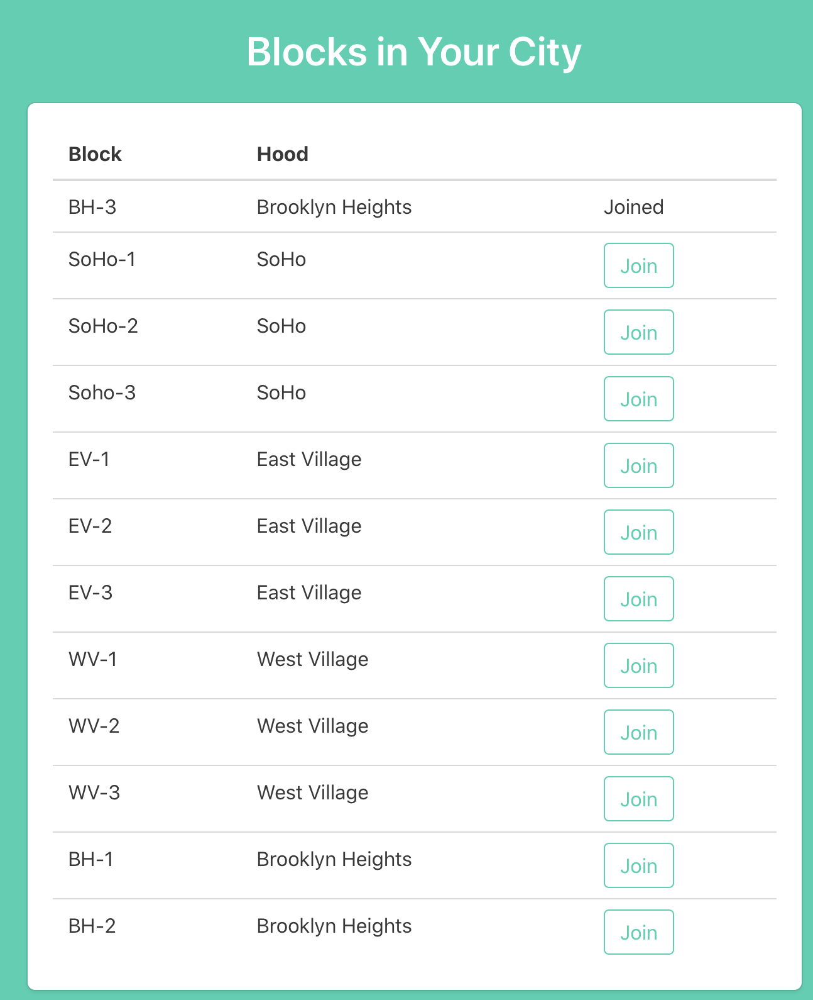 Blocks in Your City
Block Hood
BH-3 Brooklyn Heights Joined
SoHo-1 SoHo Join
SoHo-2 SoHo Join
Soho-3 SoHo Join
EV-1 East Village Join
EV-2 East Village Join
EV-3 East Village Join
WV-1 West Village Join
WV-2 West Village Join
WV-3 West Village Join
BH-1 Brooklyn Heights Join
BH-2 Brooklyn Heights Join